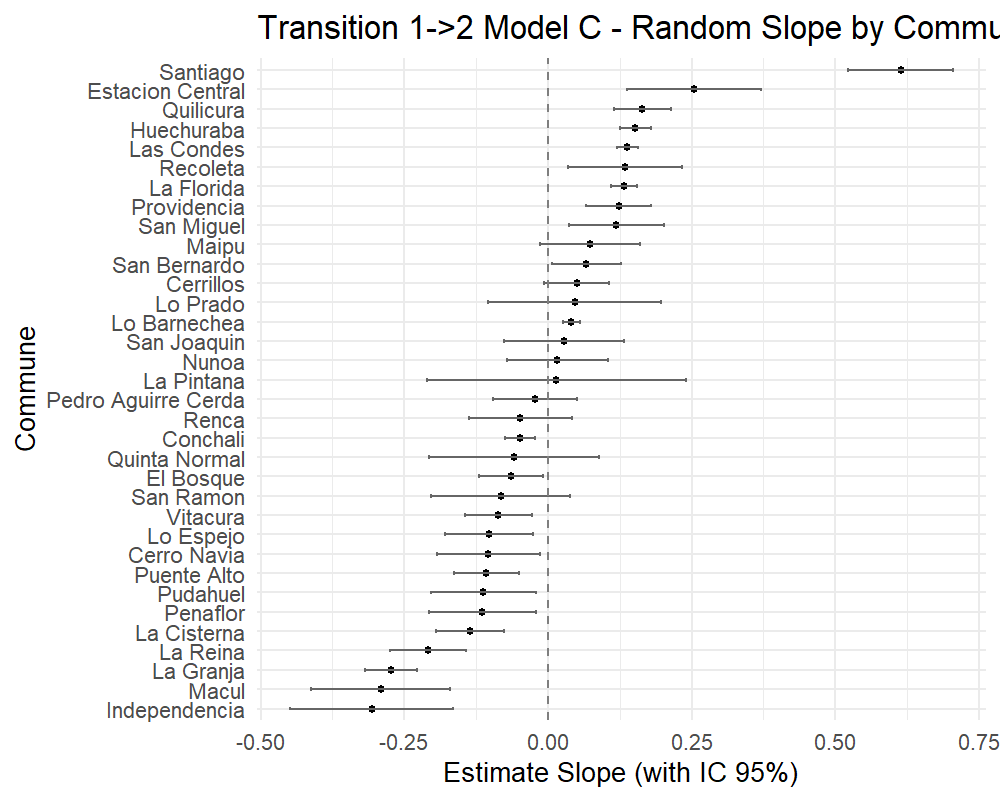 Transition 1->2 Model C - Random Slope by Commu
Santiago
Estacion Central
Quilicura
Huechuraba
Las Condes
Recoleta
La Florida
Providencia
San Miguel
Maipu
San Bernardo
Cerrillos
Lo Prado
Lo Barnechea
San Joaquin
Nunoa
La Pintana
Pedro Aguirre Cerda
Renca
Conchali
Quinta Normal
El Bosque
San Ramon
Vitacura
Lo Espejo
Cerro Navia
Puente Alto
Pudahuel
Penaflor
La Cisterna
La Reina
La Granja
Macul
Independencia
Commune
-0.50 -0.25 0.00 0.25 0.50 0.75
Estimate Slope (with IC 95%)